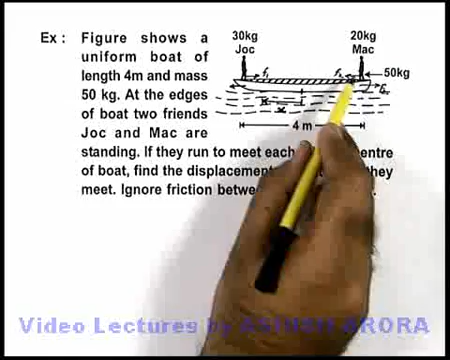 Ex : Figure shows a
uniform boat of
length 4m and mass
50 kg. At the edges
of boat two friends
Joc and Mac are
standing. If they run to meet each centre
of boat, find the displacement they
meet. Ignore friction
30kg
Joc
20kg
Mac
50kg
x
4 m
Video Lectures by ASHISH ARORA